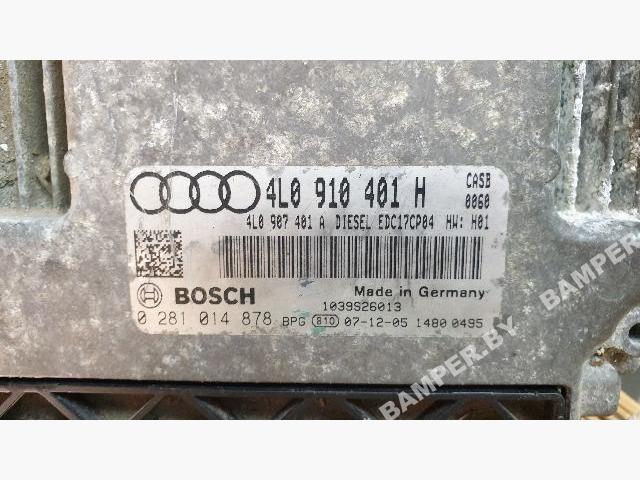 4L0 910 401 H CASB 0060
4L0 907 401 A DIESEL EDC17CP04 HW: H01
BOSCH Made in Germany
1039S26013
0 281 014 878 BPG 810 07-12-05 1480 0495
BAMPER.BY
BAMPER.BY